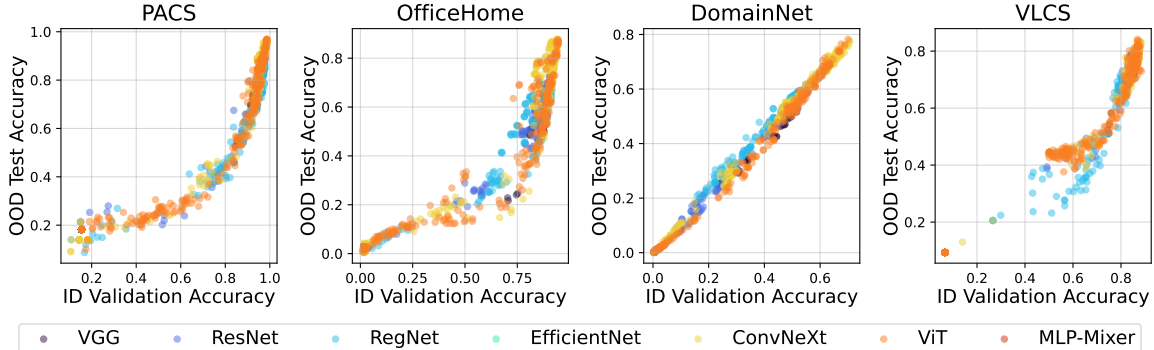 PACS OfficeHome DomainNet VLCS
OOD Test Accuracy OOD Test Accuracy OOD Test Accuracy OOD Test Accuracy
1.0
0.8
0.6
0.4
0.2
0.2 0.4 0.6 0.8 1.0
0.8
0.6
0.4
0.2
0.0
0.00 0.25 0.50 0.75
0.8
0.6
0.4
0.2
0.0
0.0 0.2 0.4 0.6
0.8
0.6
0.4
0.2
0.2 0.4 0.6 0.8
ID Validation Accuracy ID Validation Accuracy ID Validation Accuracy ID Validation Accuracy
VGG ResNet RegNet EfficientNet ConvNeXt ViT MLP-Mixer